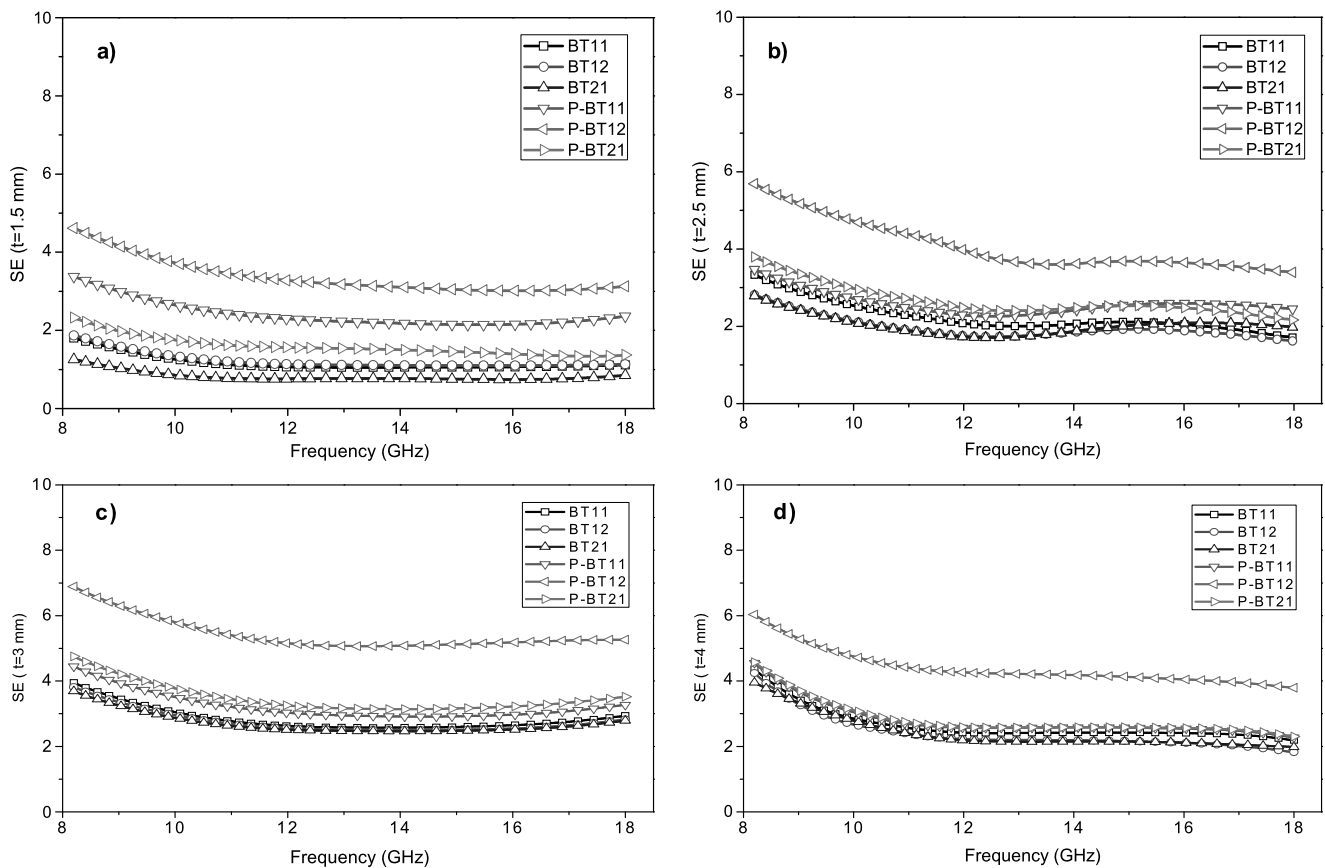 a)
BT11
BT12
BT21
P-BT11
P-BT12
P-BT21
SE (t=1.5 mm)
10
8
6
4
2
0
8 10 12 14 16 18
Frequency (GHz)
b)
BT11
BT12
BT21
P-BT11
P-BT12
P-BT21
SE ( t=2.5 mm)
10
8
6
4
2
0
8 10 12 14 16 18
Frequency (GHz)
c)
BT11
BT12
BT21
P-BT11
P-BT12
P-BT21
SE ( t=3 mm)
10
8
6
4
2
0
8 10 12 14 16 18
Frequency (GHz)
d)
BT11
BT12
BT21
P-BT11
P-BT12
P-BT21
SE ( t=4 mm)
10
8
6
4
2
0
8 10 12 14 16 18
Frequency (GHz)